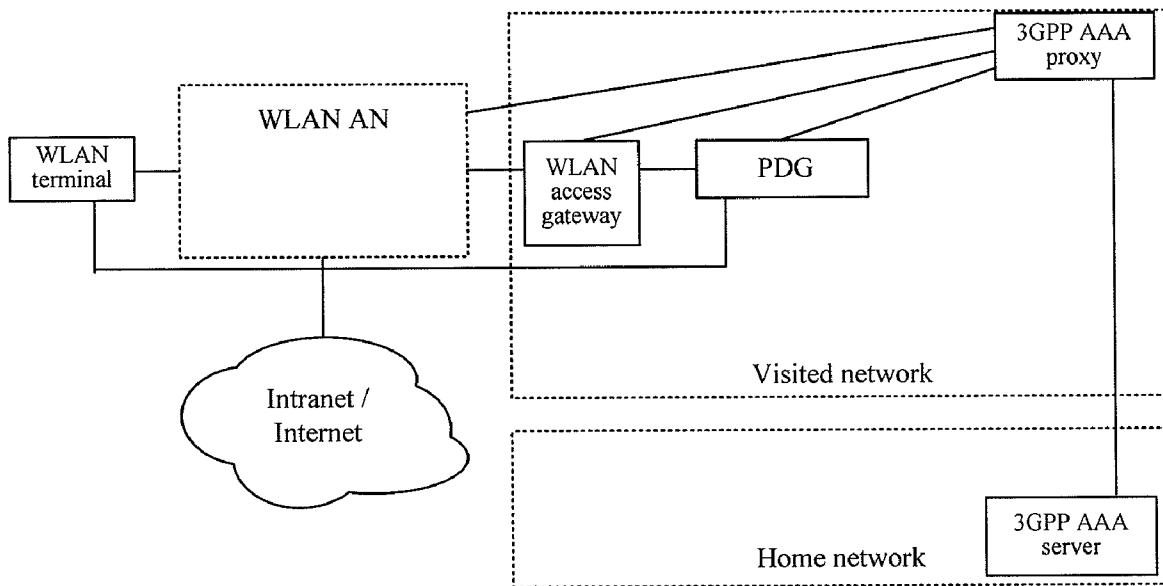 3GPP AAA
proxy
WLAN AN
WLAN
terminal
WLAN
access
gateway
PDG
Intranet /
Internet
Visited network
3GPP AAA
server
Home network